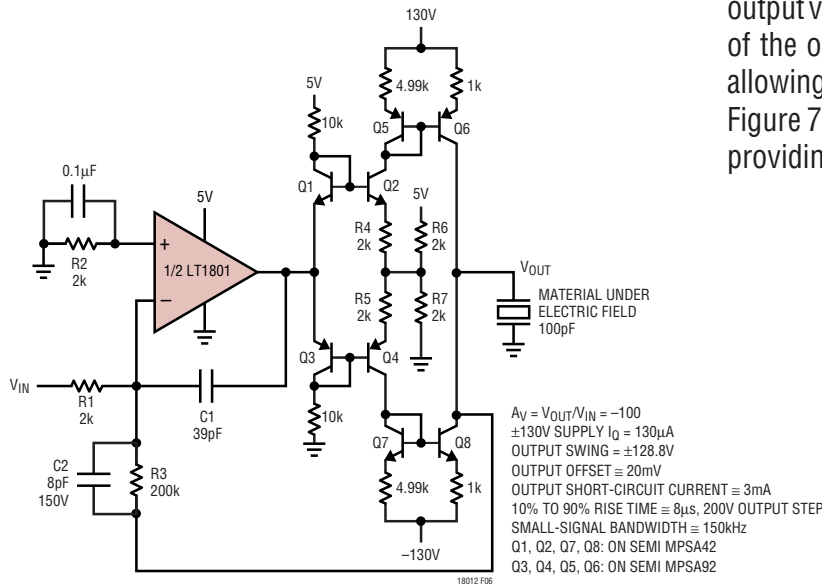 130V
output v
of the o
allowing
Figure 7
providin
4.99k
1k
5V
10k
Q5
Q6
0.1µF
Q1
Q2
5V
5V
R4
2k
R6
2k
R2
2k
+
1/2 LT1801
−
VOUT
MATERIAL UNDER
ELECTRIC FIELD
100pF
R5
2k
R7
2k
Q3
Q4
VIN
R1
2k
C1
39pF
10k
C2
8pF
150V
R3
200k
Q7
Q8
4.99k
1k
–130V
AV = VOUT/VIN = –100
±130V SUPPLY IQ = 130µA
OUTPUT SWING = ±128.8V
OUTPUT OFFSET ≅ 20mV
OUTPUT SHORT-CIRCUIT CURRENT ≅ 3mA
10% TO 90% RISE TIME ≅ 8µs, 200V OUTPUT STEP
SMALL-SIGNAL BANDWIDTH ≅ 150kHz
Q1, Q2, Q7, Q8: ON SEMI MPSA42
Q3, Q4, Q5, Q6: ON SEMI MPSA92
18012 F06